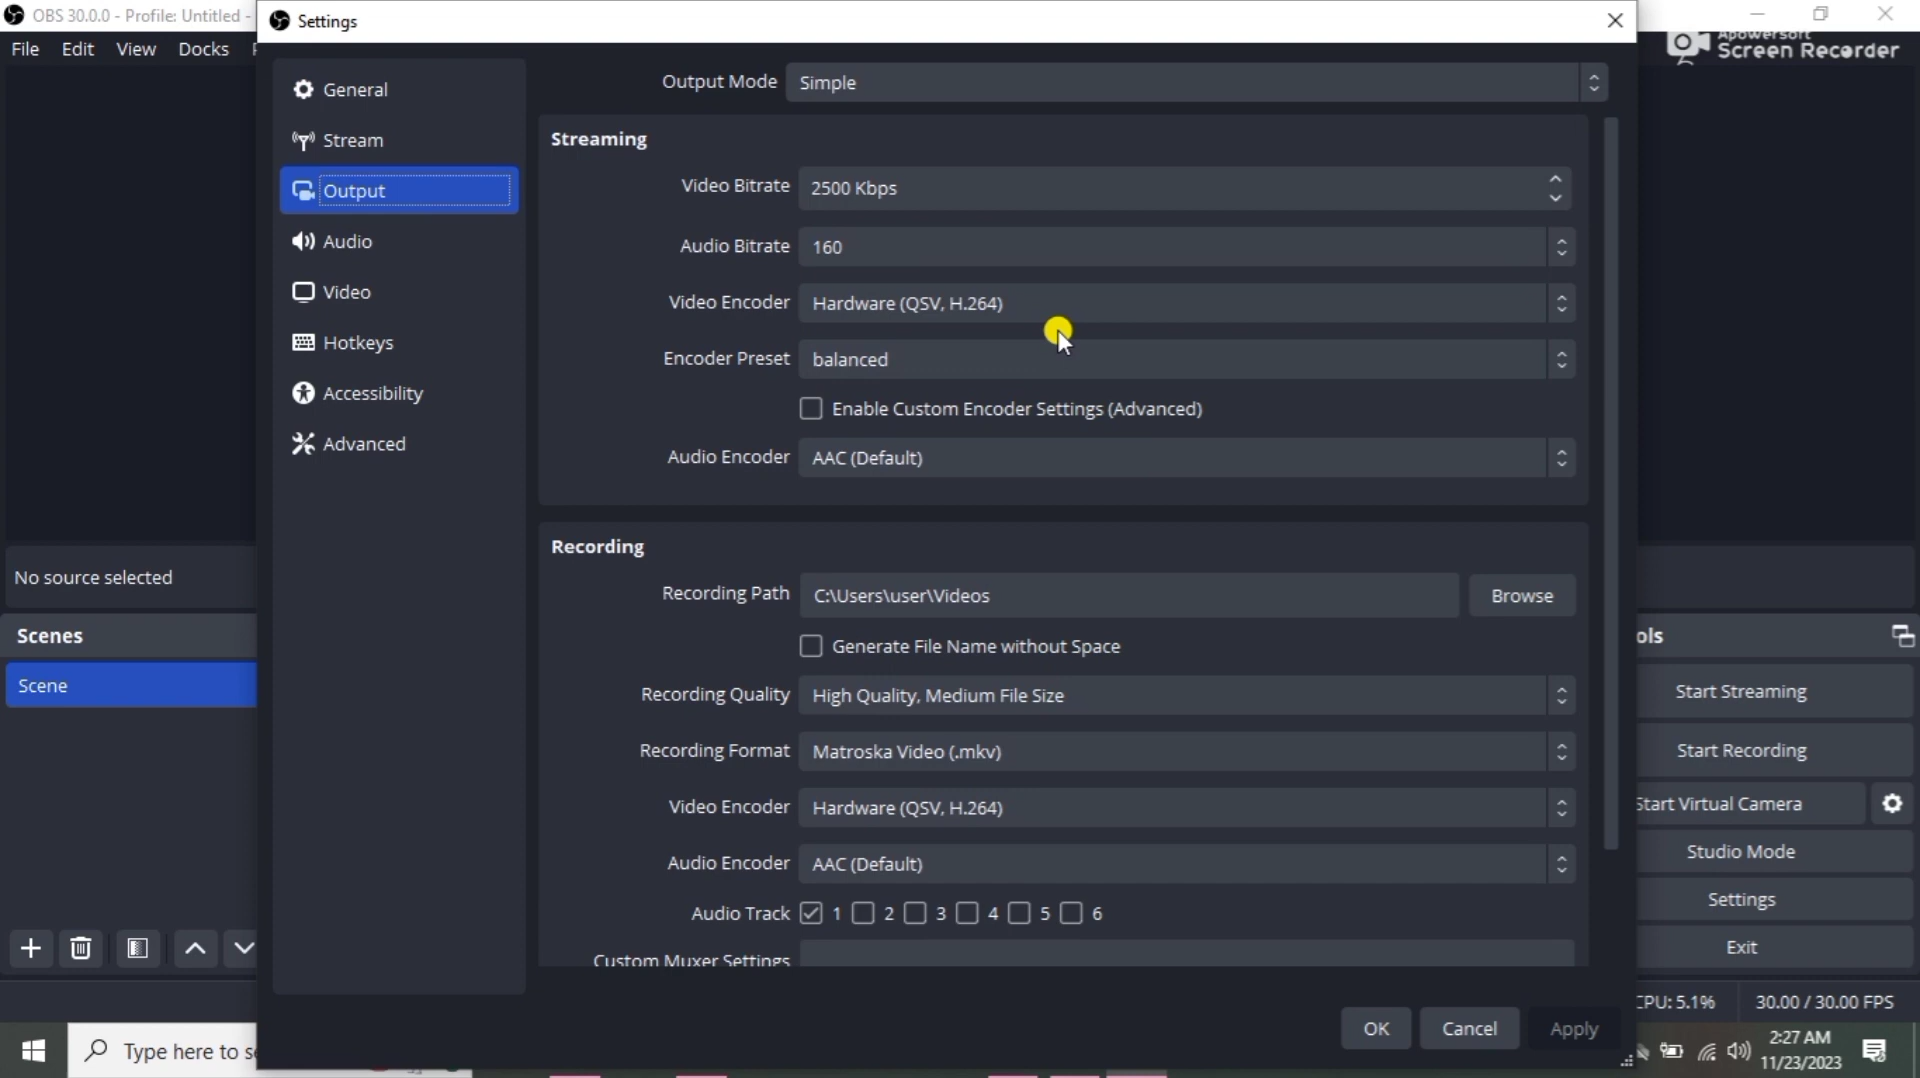 OBS 30.0.0 - Profile: Untitled -
Settings
File Edit View Docks
Apowersoft
Screen Recorder
General
Stream
Output
Audio
Video
Hotkeys
Accessibility
Advanced
Output Mode Simple
Streaming
Video Bitrate 2500 Kbps
Audio Bitrate 160
Video Encoder Hardware (QSV, H.264)
Encoder Preset balanced
Enable Custom Encoder Settings (Advanced)
Audio Encoder AAC (Default)
Recording
Recording Path C:\Users\user\Videos Browse
Generate File Name without Space
Recording Quality High Quality, Medium File Size
Recording Format Matroska Video (.mkv)
Video Encoder Hardware (QSV, H.264)
Audio Encoder AAC (Default)
Audio Track 1 2 3 4 5 6
Custom Muxer Settings
OK Cancel Apply
No source selected
Scenes
Scene
ols
Start Streaming
Start Recording
Start Virtual Camera
Studio Mode
Settings
Exit
CPU: 5.1% 30.00 / 30.00 FPS
Type here to se
2:27 AM
11/23/2023